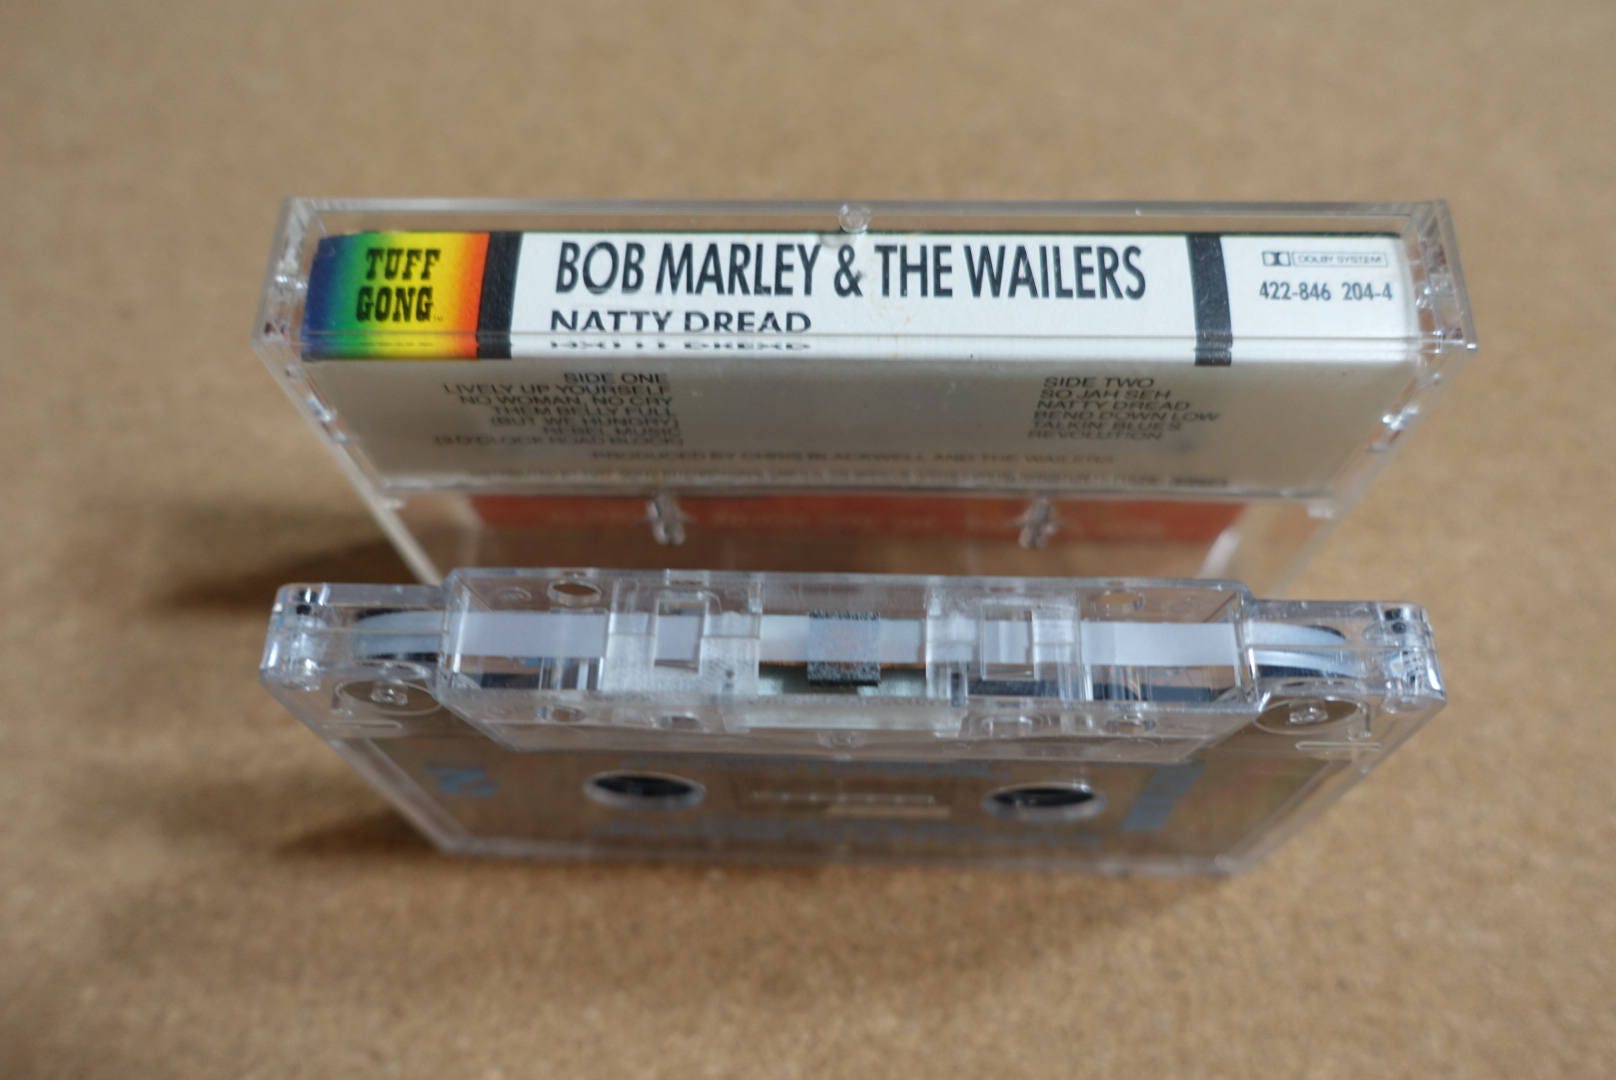 TUFF
GONG
BOB MARLEY & THE WAILERS
NATTY DREAD
DOLBY SYSTEM
422-846 204-4
SIDE ONE
LIVELY UP YOURSELF
NO WOMAN, NO CRY
THEM BELLY FULL
(BUT WE HUNGRY)
REBEL MUSIC
(3 O'CLOCK ROAD BLOCK)
SIDE TWO
SO JAH SEH
NATTY DREAD
BEND DOWN LOW
TALKIN' BLUES
REVOLUTION
PRODUCED BY CHRIS BLACKWELL AND THE WAILERS
2